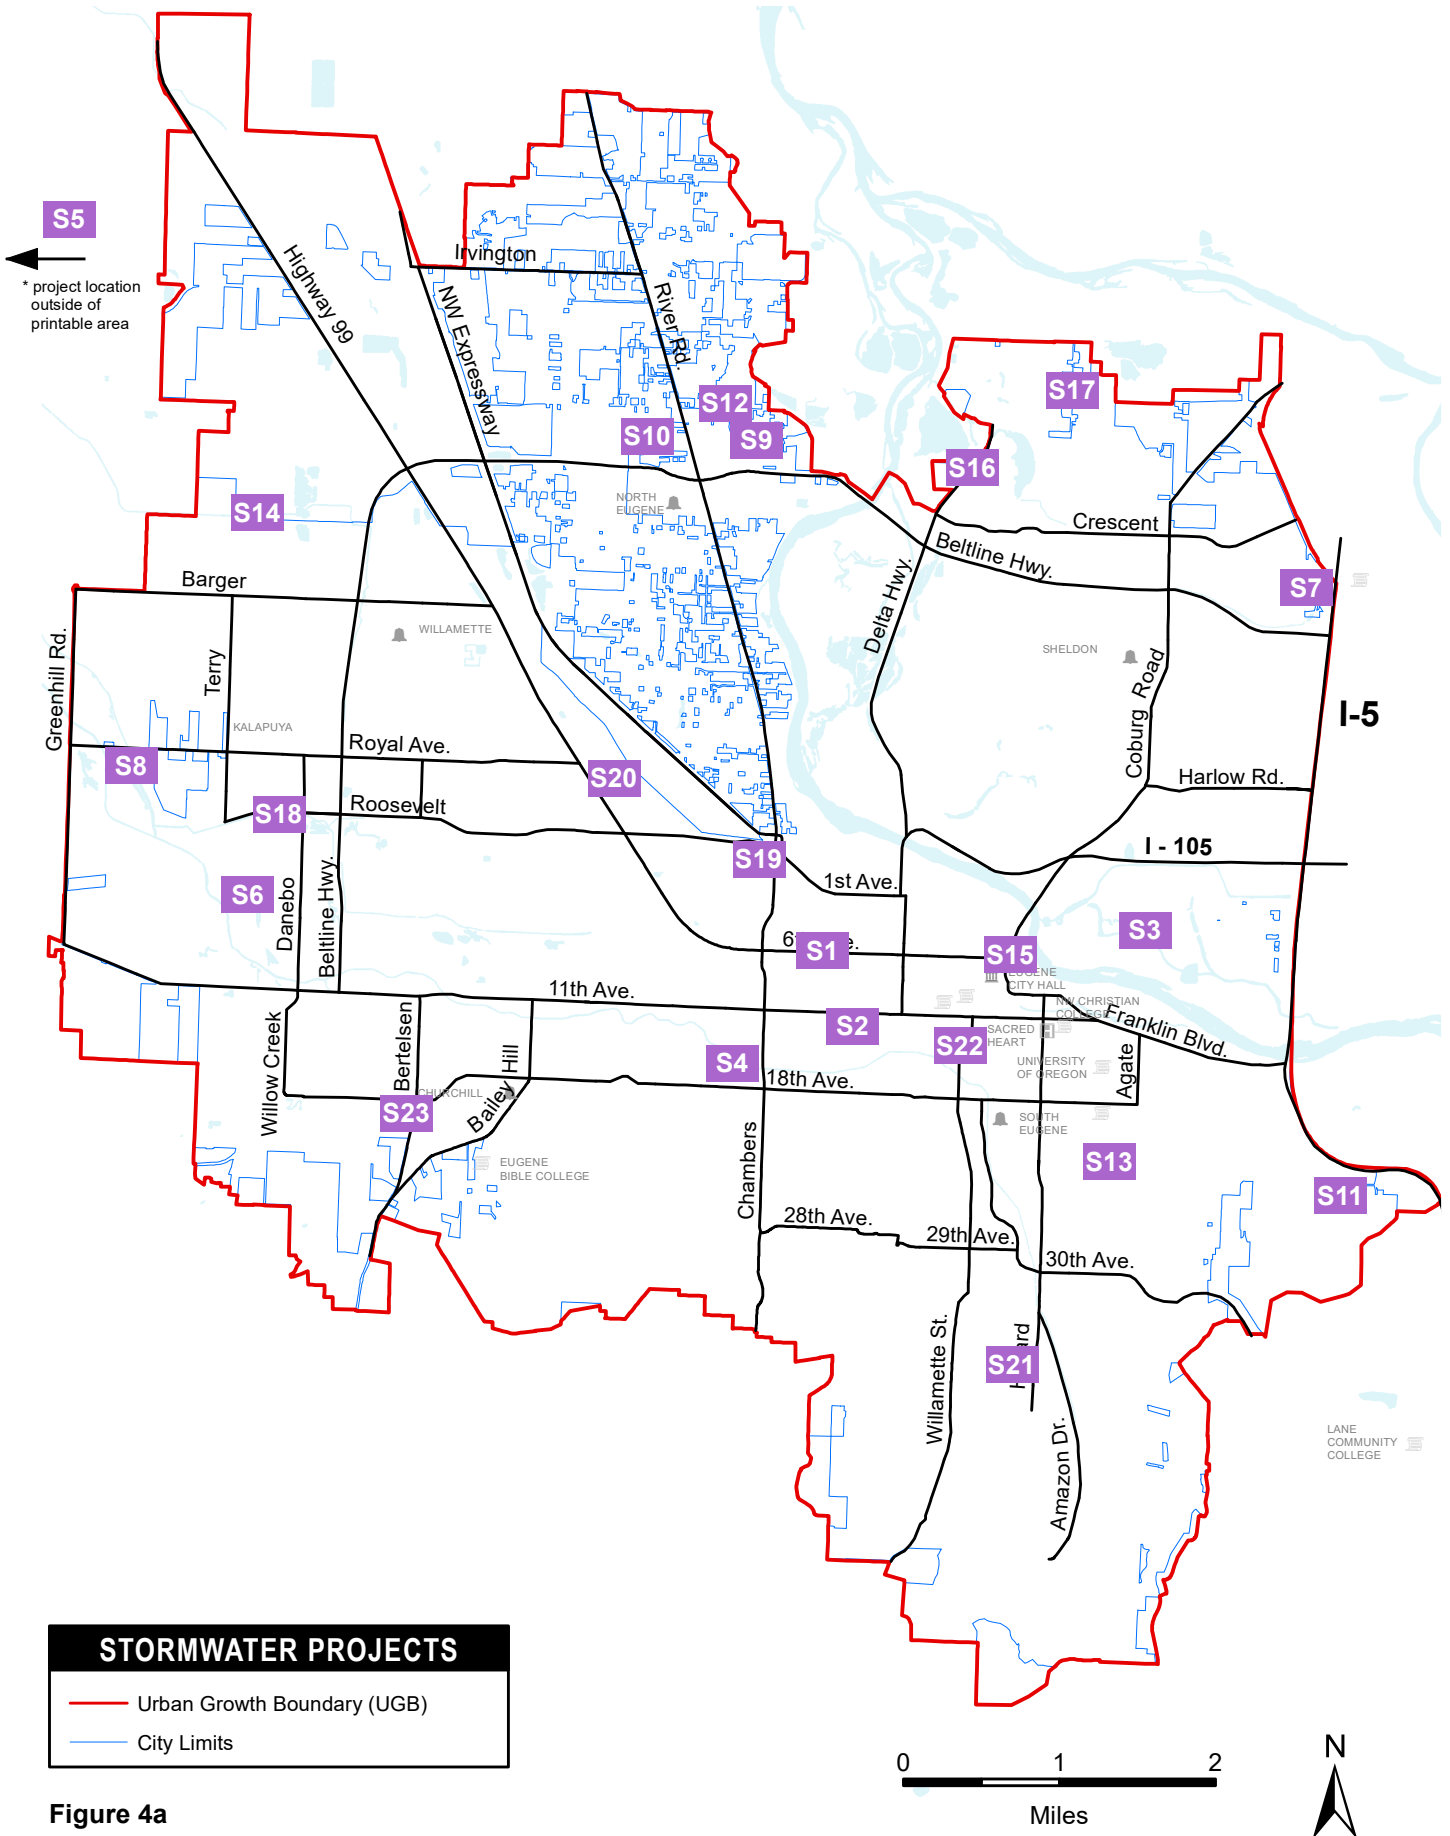 S5
* project location
outside of
printable area
Highway 99
Irvington
NW Expressway
River Rd.
S12
S10
S9
S17
S16
S14
NORTH
EUGENE
Crescent
Beltline Hwy.
Delta Hwy.
S7
Barger
Greenhill Rd.
Terry
WILLAMETTE
SHELDON
Coburg Road
I-5
KALAPUYA
Royal Ave.
S8
S20
Harlow Rd.
Roosevelt
S18
I - 105
S19
1st Ave.
S6
Danebo
Beltline Hwy.
S3
S1
S15
EUGENE
CITY HALL
11th Ave.
NW CHRISTIAN
COLLEGE
Franklin Blvd.
S2
SACRED
HEART
S22
Willow Creek
Bertelsen
Bailey Hill
S4
UNIVERSITY
OF OREGON
Agate
18th Ave.
CHURCHILL
S23
SOUTH
EUGENE
EUGENE
BIBLE COLLEGE
Chambers
S13
S11
28th Ave.
29th Ave.
30th Ave.
Willamette St.
S21
Amazon Dr.
LANE
COMMUNITY
COLLEGE
STORMWATER PROJECTS
Urban Growth Boundary (UGB)
City Limits
0 1 2
Miles
N
Figure 4a